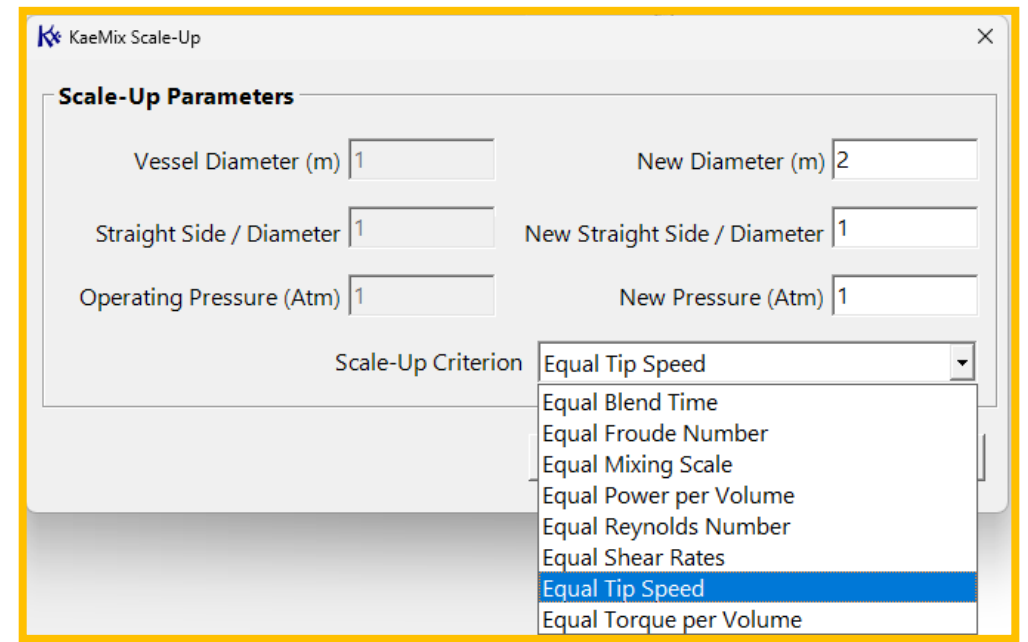 KaeMix Scale-Up
Scale-Up Parameters
Vessel Diameter (m) 1 New Diameter (m) 2
Straight Side / Diameter 1 New Straight Side / Diameter 1
Operating Pressure (Atm) 1 New Pressure (Atm) 1
Scale-Up Criterion Equal Tip Speed
Equal Blend Time
Equal Froude Number
Equal Mixing Scale
Equal Power per Volume
Equal Reynolds Number
Equal Shear Rates
Equal Tip Speed
Equal Torque per Volume